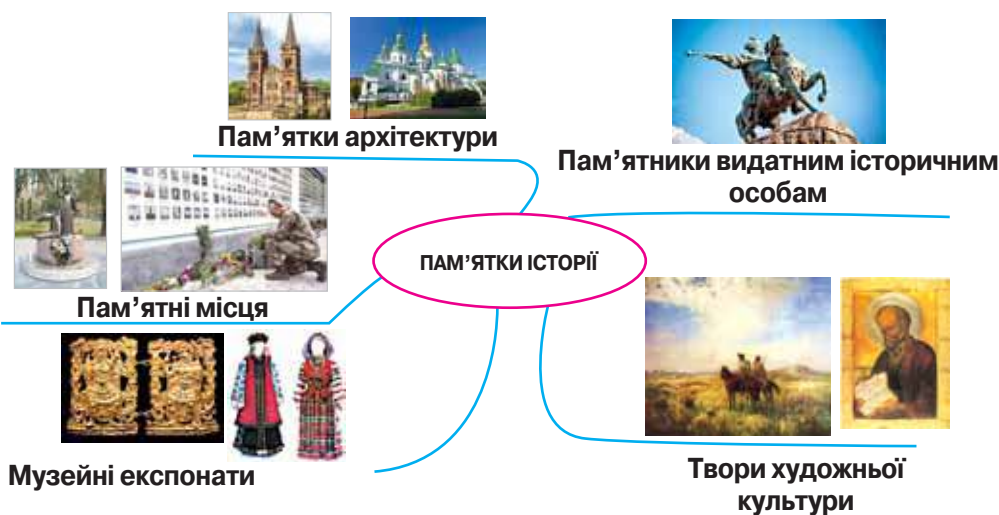 Пам’ятки архітектури
Пам’ятники видатним історичним
особам
ПАМ’ЯТКИ ІСТОРІЇ
Пам’ятні місця
Музейні експонати
Твори художньої
культури